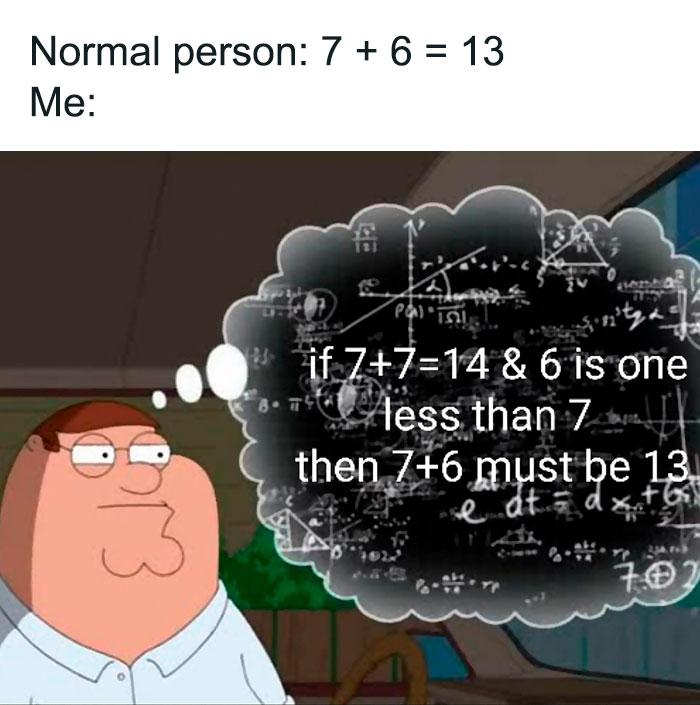 Normal person: 7 + 6 = 13
Me:
if 7+7=14 & 6 is one
less than 7
then 7+6 must be 13